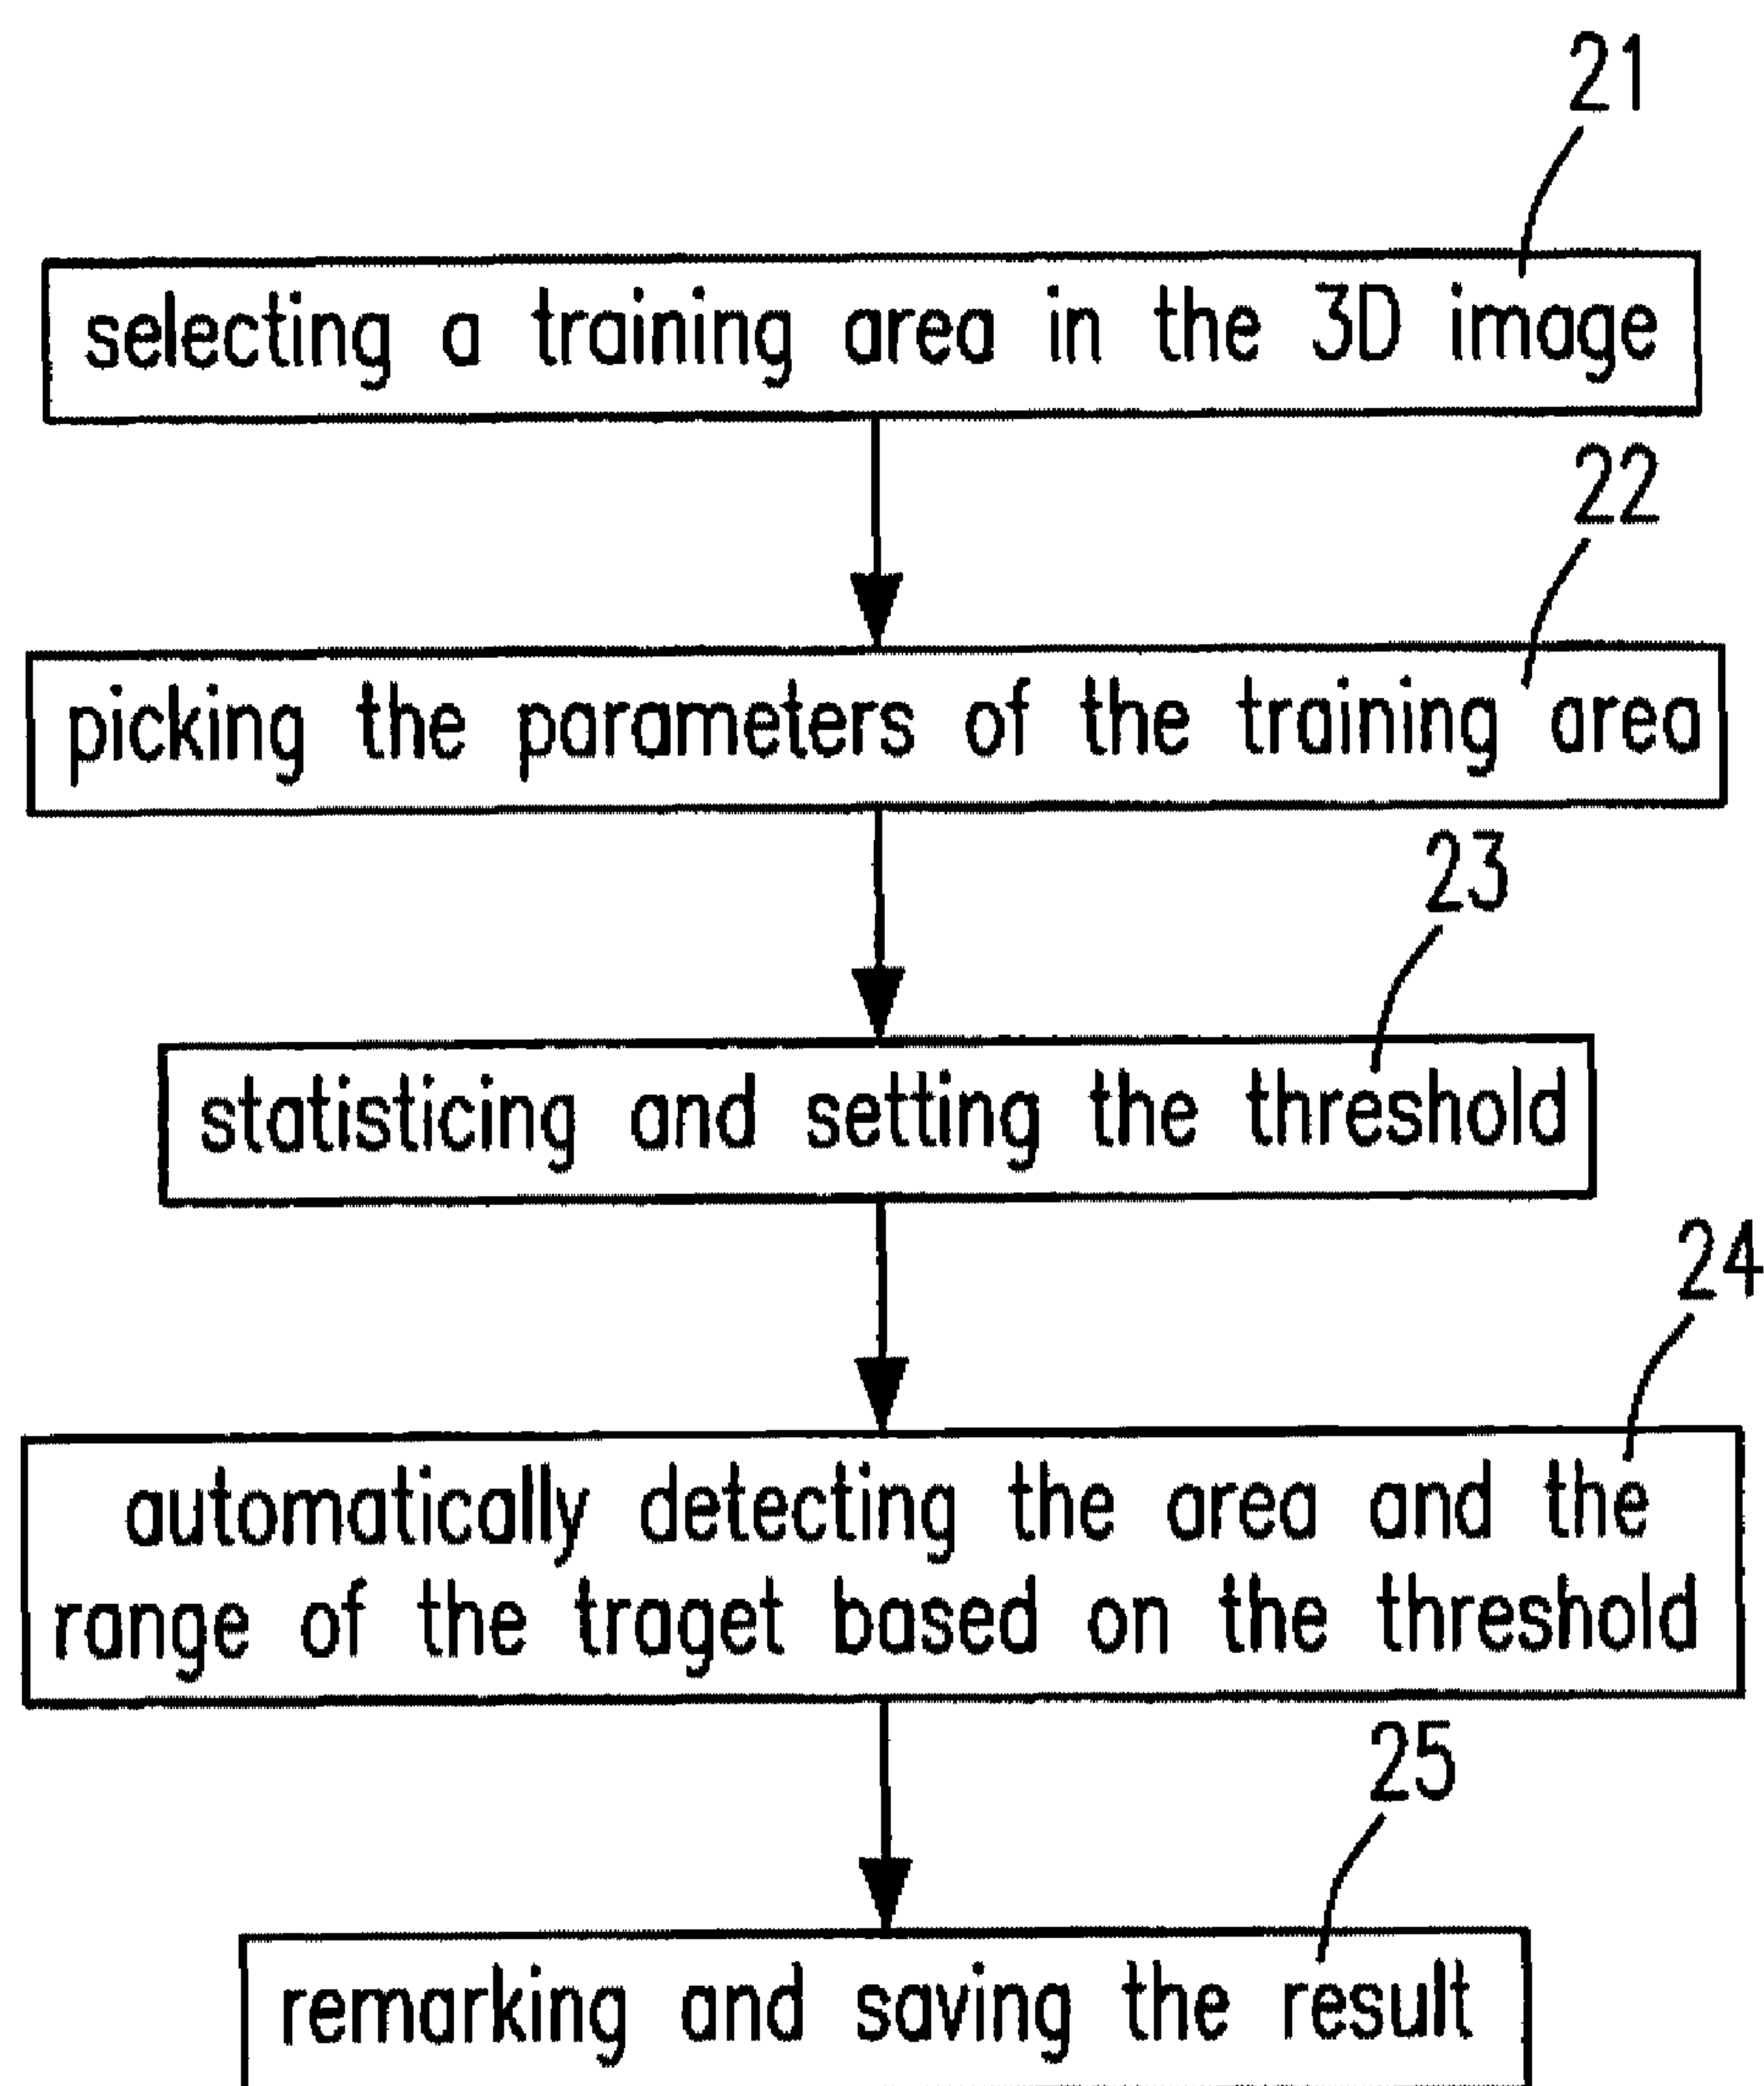 21
selecting a training area in the 3D image
22
picking the parameters of the training area
23
statisticing and setting the threshold
24
automatically detecting the area and the
range of the traget based on the threshold
25
remarking and saving the result